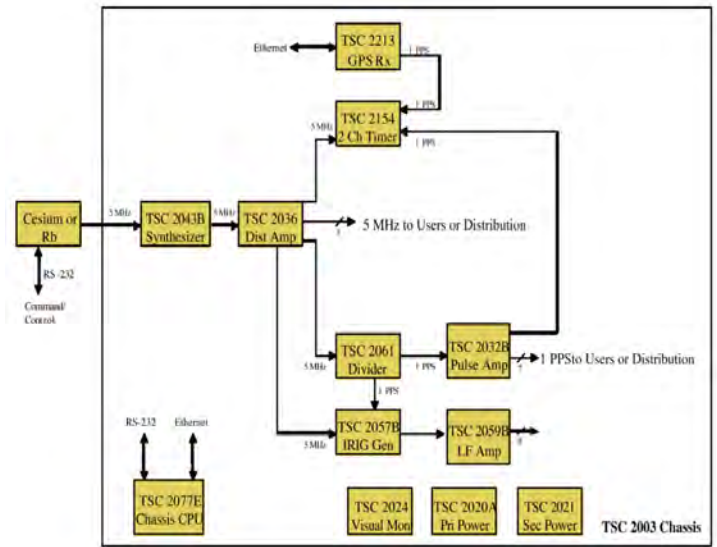 TSC 2213
GPS Rx
Ethernet
1 PPS
1 PPS
TSC 2154
2 Ch Timer
5 MHz
1 PPS
Cesium or
Rb
5 MHz
TSC 2043B
Synthesizer
5 MHz
TSC 2036
Dist Amp
5 MHz to Users or Distribution
RS -232
Command/
Control
TSC 2061
Divider
5 MHz
1 PPS
TSC 2032B
Pulse Amp
7
1 PPSto Users or Distribution
1 PPS
TSC 2057B
IRIG Gen
5 MHz
TSC 2059B
LF Amp
RS-232
Ethernet
TSC 2077E
Chassis CPU
TSC 2024
Visual Mon
TSC 2020A
Pri Power
TSC 2021
Sec Power
TSC 2003 Chassis